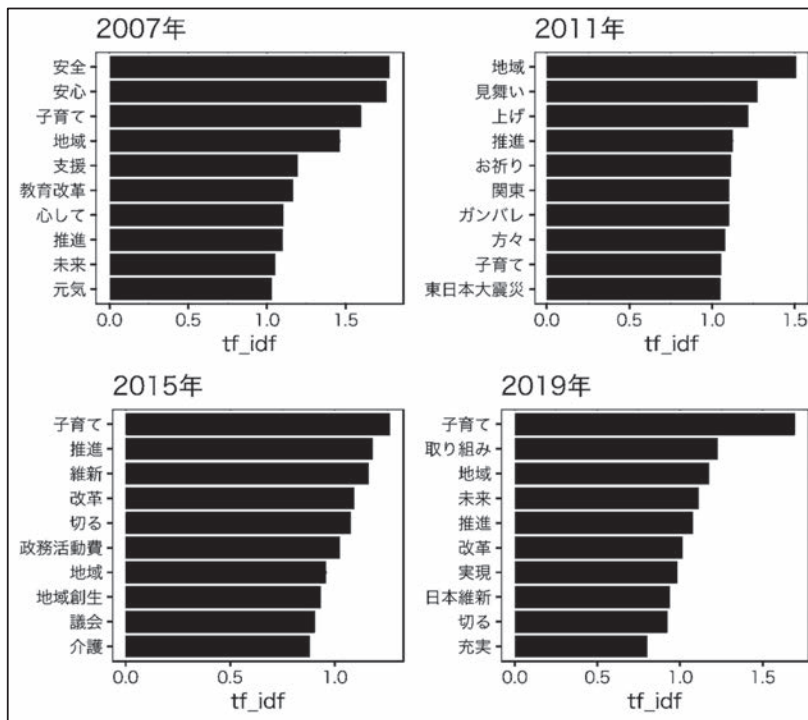 2007年
安全
安心
子育て
地域
支援
教育改革
心して
推進
未来
元気
0.0 0.5 1.0 1.5
tf_idf
2011年
地域
見舞い
上げ
推進
お祈り
関東
ガンバレ
方々
子育て
東日本大震災
0.0 0.5 1.0 1.5
tf_idf
2015年
子育て
推進
維新
改革
切る
政務活動費
地域
地域創生
議会
介護
0.0 0.5 1.0
tf_idf
2019年
子育て
取り組み
地域
未来
推進
改革
実現
日本維新
切る
充実
0.0 0.5 1.0 1.5
tf_idf